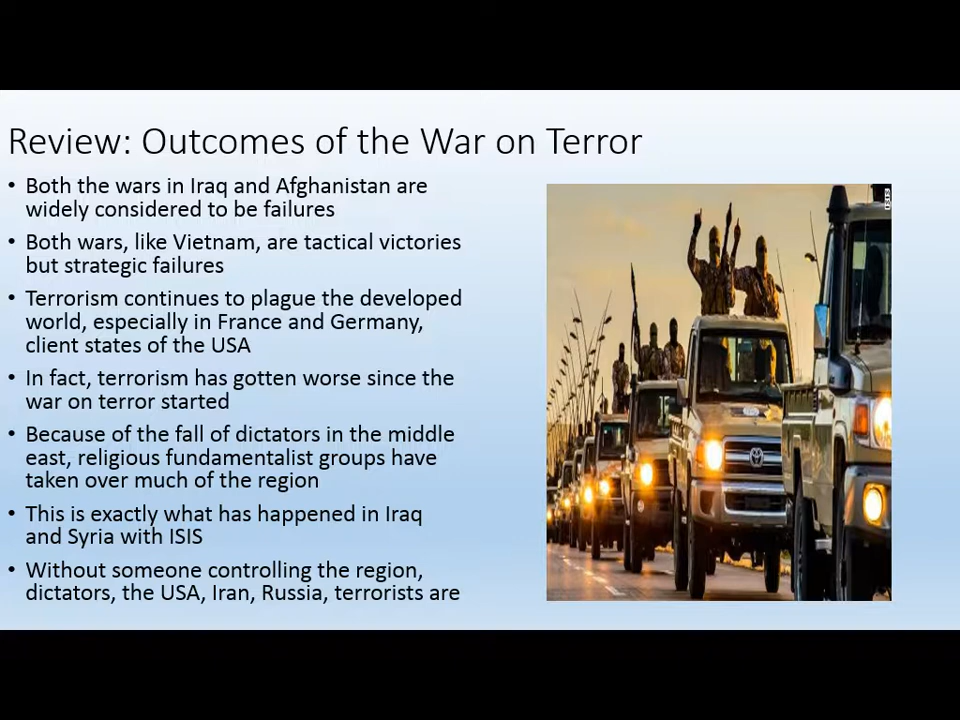 Review: Outcomes of the War on Terror
• Both the wars in Iraq and Afghanistan are
widely considered to be failures
• Both wars, like Vietnam, are tactical victories
but strategic failures
• Terrorism continues to plague the developed
world, especially in France and Germany,
client states of the USA
• In fact, terrorism has gotten worse since the
war on terror started
• Because of the fall of dictators in the middle
east, religious fundamentalist groups have
taken over much of the region
• This is exactly what has happened in Iraq
and Syria with ISIS
• Without someone controlling the region,
dictators, the USA, Iran, Russia, terrorists are
ISIS